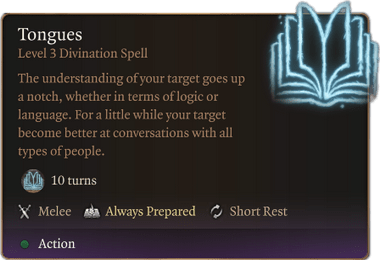 Tongues
Level 3 Divination Spell
The understanding of your target goes up
a notch, whether in terms of logic or
language. For a little while your target
become better at conversations with all
types of people.
10 turns
Melee Always Prepared Short Rest
Action